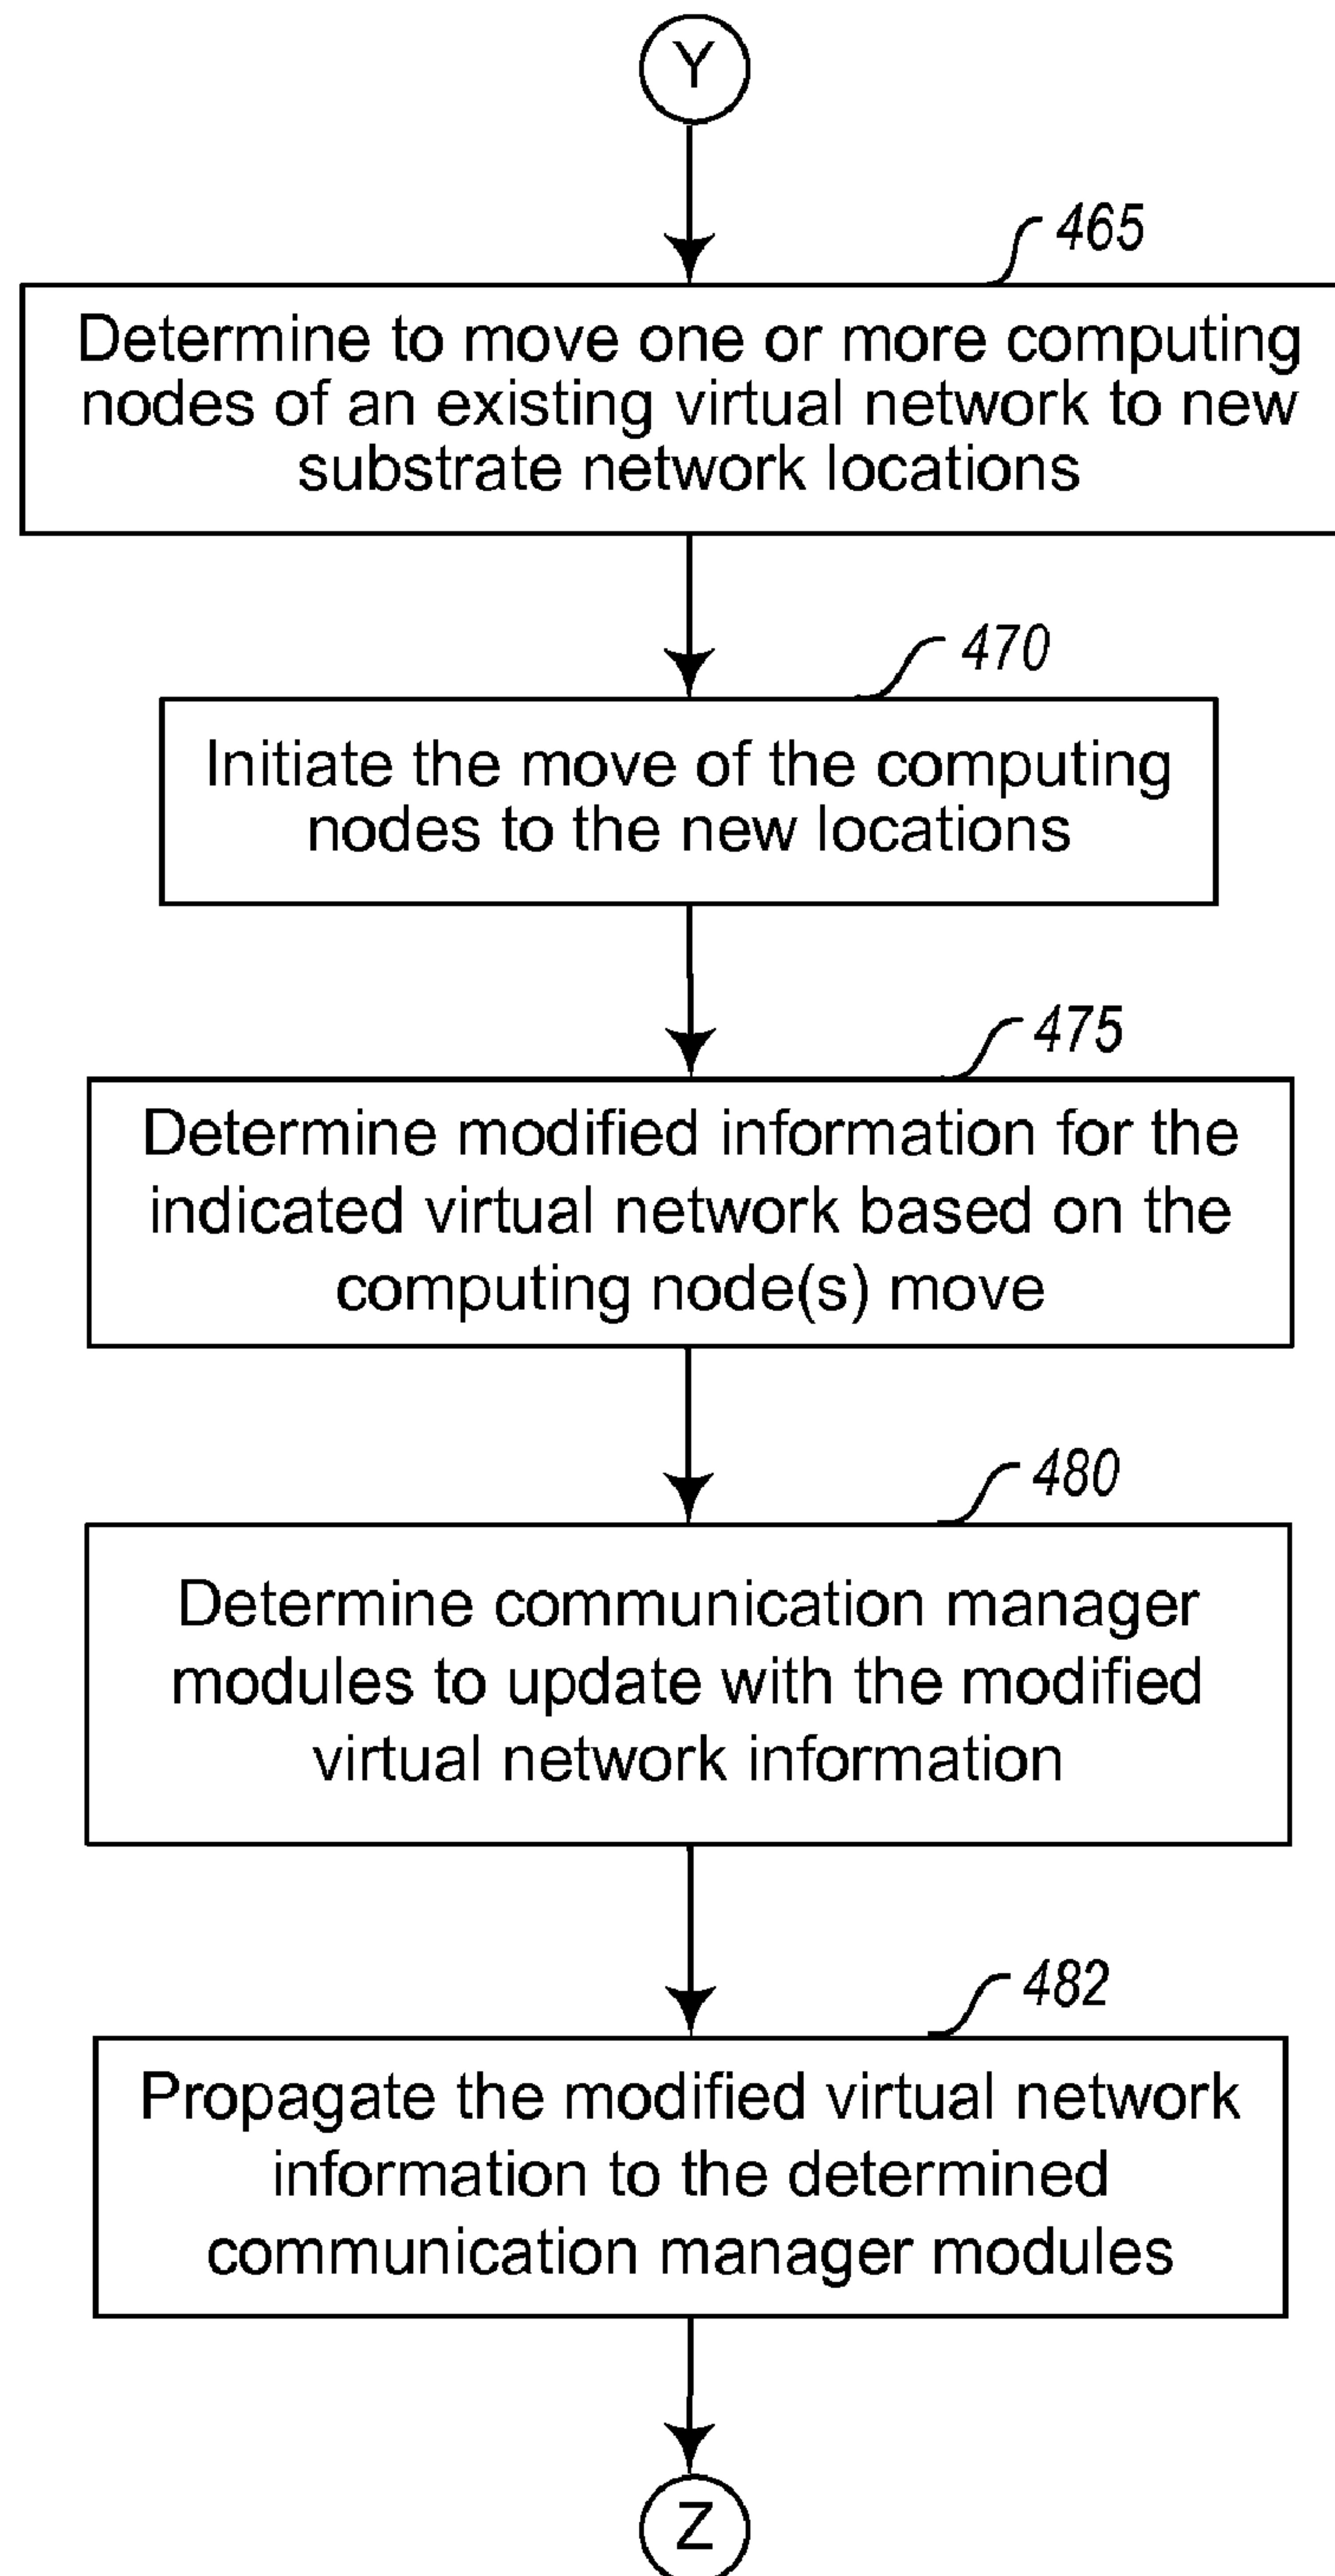 Y
465
Determine to move one or more computing
nodes of an existing virtual network to new
substrate network locations
470
Initiate the move of the computing
nodes to the new locations
475
Determine modified information for the
indicated virtual network based on the
computing node(s) move
480
Determine communication manager
modules to update with the modified
virtual network information
482
Propagate the modified virtual network
information to the determined
communication manager modules
Z